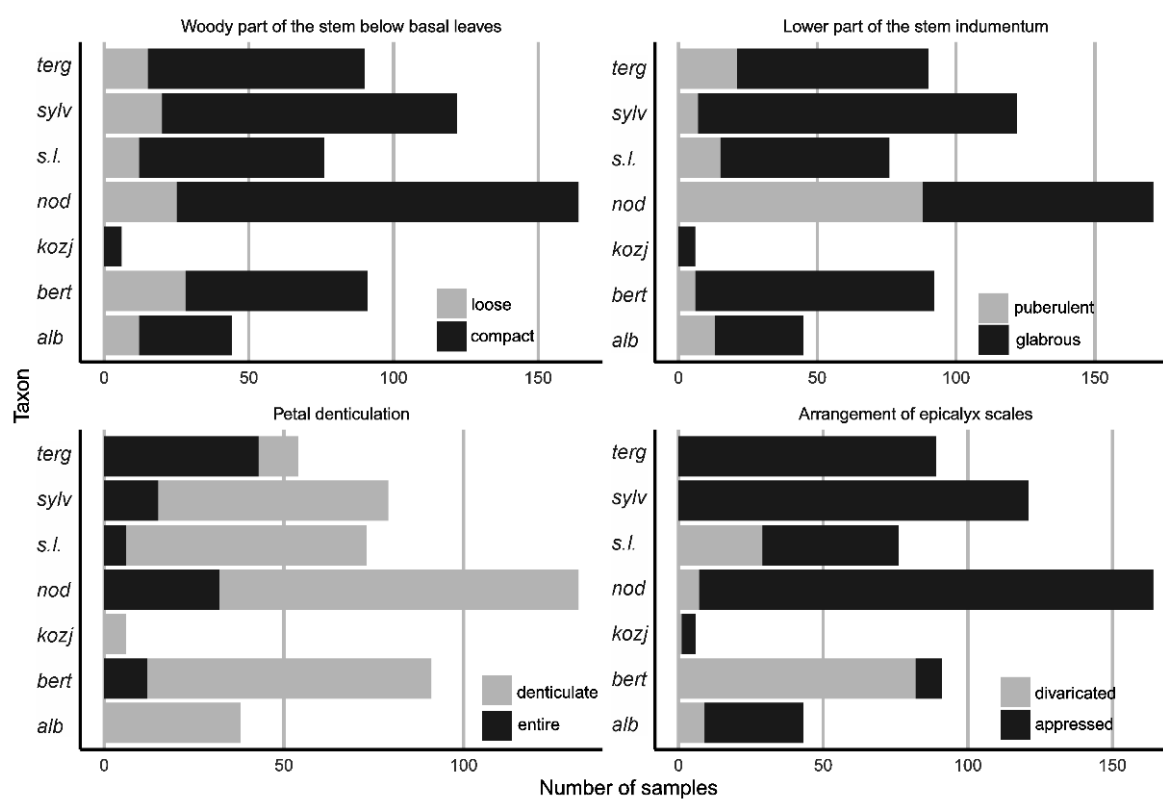 Woody part of the stem below basal leaves
terg
sylv
s.l.
nod
kozj
bert
alb
loose
compact
0 50 100 150
Lower part of the stem indumentum
terg
sylv
s.l.
nod
kozj
bert
alb
puberulent
glabrous
0 50 100 150
Taxon
Petal denticulation
terg
sylv
s.l.
nod
kozj
bert
alb
denticulate
entire
0 50 100
Arrangement of epicalyx scales
terg
sylv
s.l.
nod
kozj
bert
alb
divaricated
appressed
0 50 100 150
Number of samples